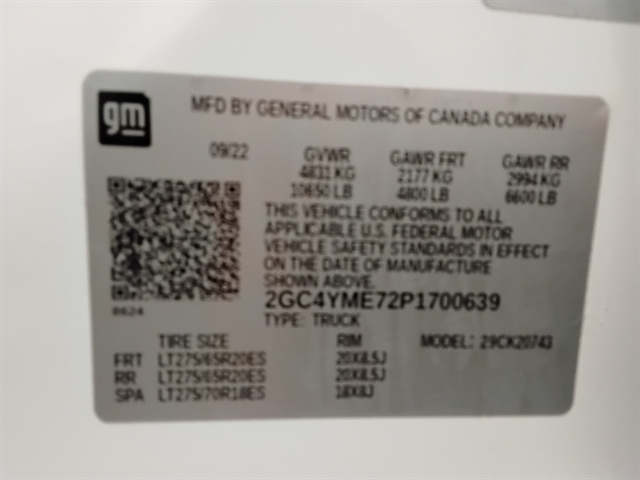 gm
MFD BY GENERAL MOTORS OF CANADA COMPANY
09/22 GVWR GAWR FRT GAWR RR
4831 KG 2177 KG 2994 KG
10650 LB 4800 LB 6600 LB
THIS VEHICLE CONFORMS TO ALL
APPLICABLE U.S. FEDERAL MOTOR
VEHICLE SAFETY STANDARDS IN EFFECT
ON THE DATE OF MANUFACTURE
SHOWN ABOVE
2GC4YME72P1700639
8624
TYPE: TRUCK
TIRE SIZE RIM MODEL: 29CK20743
FRT LT275/65R20ES 20X8.5J
RR LT275/65R20ES 20X8.5J
SPA LT275/70R18ES 18X8J